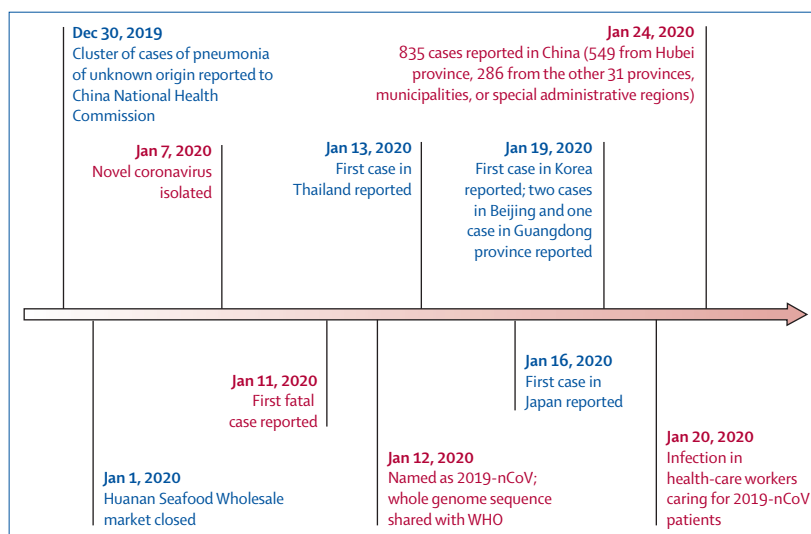 Dec 30, 2019
Cluster of cases of pneumonia
of unknown origin reported to
China National Health
Commission
Jan 24, 2020
835 cases reported in China (549 from Hubei
province, 286 from the other 31 provinces,
municipalities, or special administrative regions)
Jan 7, 2020
Novel coronavirus
isolated
Jan 13, 2020
First case in
Thailand reported
Jan 19, 2020
First case in Korea
reported; two cases
in Beijing and one
case in Guangdong
province reported
Jan 11, 2020
First fatal
case reported
Jan 16, 2020
First case in
Japan reported
Jan 1, 2020
Huanan Seafood Wholesale
market closed
Jan 12, 2020
Named as 2019-nCoV;
whole genome sequence
shared with WHO
Jan 20, 2020
Infection in
health-care workers
caring for 2019-nCoV
patients